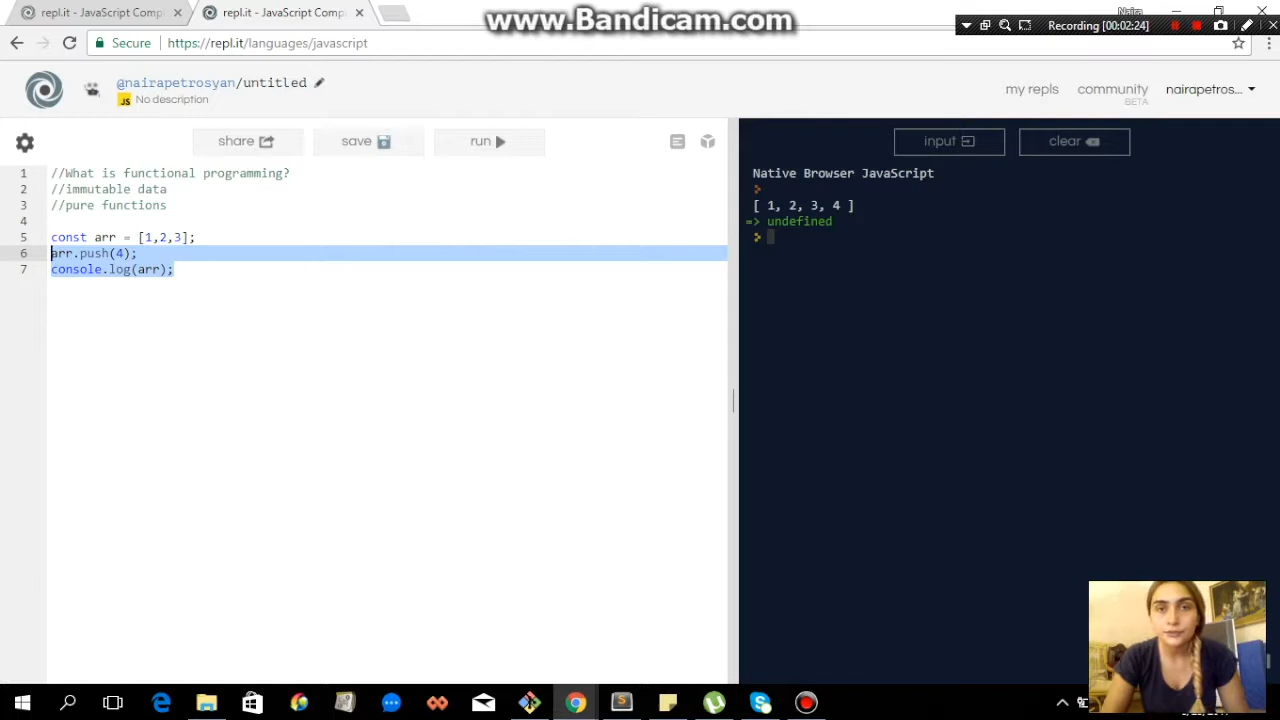 www.Bandicam.com
repl.it - JavaScript Comp
repl.it - JavaScript Comp
Naira
Recording [00:02:24]
Secure https://repl.it/languages/javascript
@nairapetrosyan/untitled
JS No description
my repls
community
BETA
nairapetros...
share
save
run
input
clear
1 //What is functional programming?
2 //immutable data
3 //pure functions
4
5 const arr = [1,2,3];
6 arr.push(4);
7 console.log(arr);
Native Browser JavaScript
>
[ 1, 2, 3, 4 ]
=> undefined
>